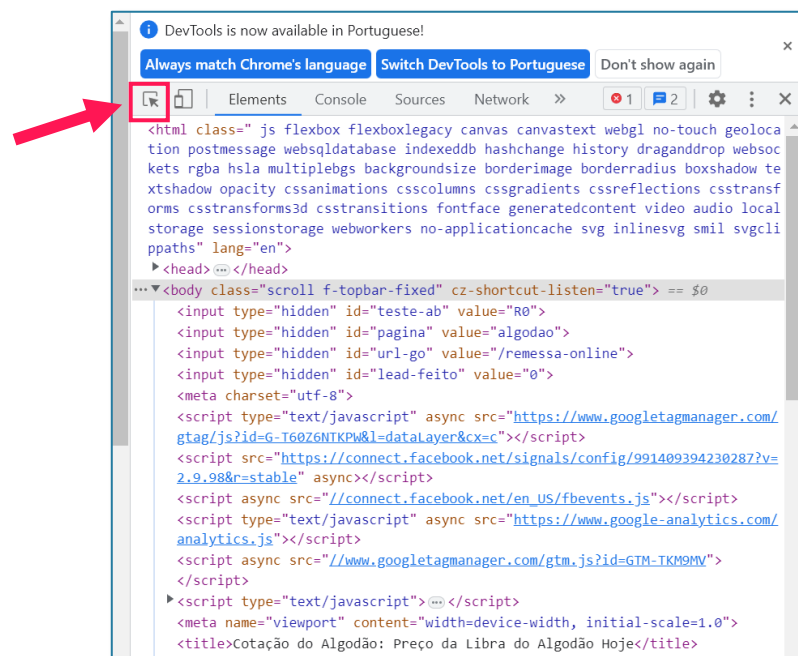 DevTools is now available in Portuguese!
Always match Chrome's language Switch DevTools to Portuguese Don't show again
Elements Console Sources Network » 1 2
<html class=" js flexbox flexboxlegacy canvas canvastext webgl no-touch geoloca
tion postmessage websqldatabase indexeddb hashchange history draganddrop websoc
kets rgba hsla multiplebgs backgroundsize borderimage borderradius boxshadow te
xtshadow opacity cssanimations csscolumns cssgradients cssreflections csstransf
orms csstransforms3d csstransitions fontface generatedcontent video audio local
storage sessionstorage webworkers no-applicationcache svg inlinesvg smil svgcli
ppaths" lang="en">
<head> ... </head>
... <body class="scroll f-topbar-fixed" cz-shortcut-listen="true"> == $0
<input type="hidden" id="teste-ab" value="R0">
<input type="hidden" id="pagina" value="algodao">
<input type="hidden" id="url-go" value="/remessa-online">
<input type="hidden" id="lead-feito" value="0">
<meta charset="utf-8">
<script type="text/javascript" async src="https://www.googletagmanager.com/
gtag/js?id=G-T60Z6NTKPW&l=dataLayer&cx=c"></script>
<script src="https://connect.facebook.net/signals/config/991409394230287?v=
2.9.98&r=stable" async></script>
<script async src="//connect.facebook.net/en_US/fbevents.js"></script>
<script type="text/javascript" async src="https://www.google-analytics.com/
analytics.js"></script>
<script async src="//www.googletagmanager.com/gtm.js?id=GTM-TKM9MV">
</script>
<script type="text/javascript"> ... </script>
<meta name="viewport" content="width=device-width, initial-scale=1.0">
<title>Cotação do Algodão: Preço da Libra do Algodão Hoje</title>